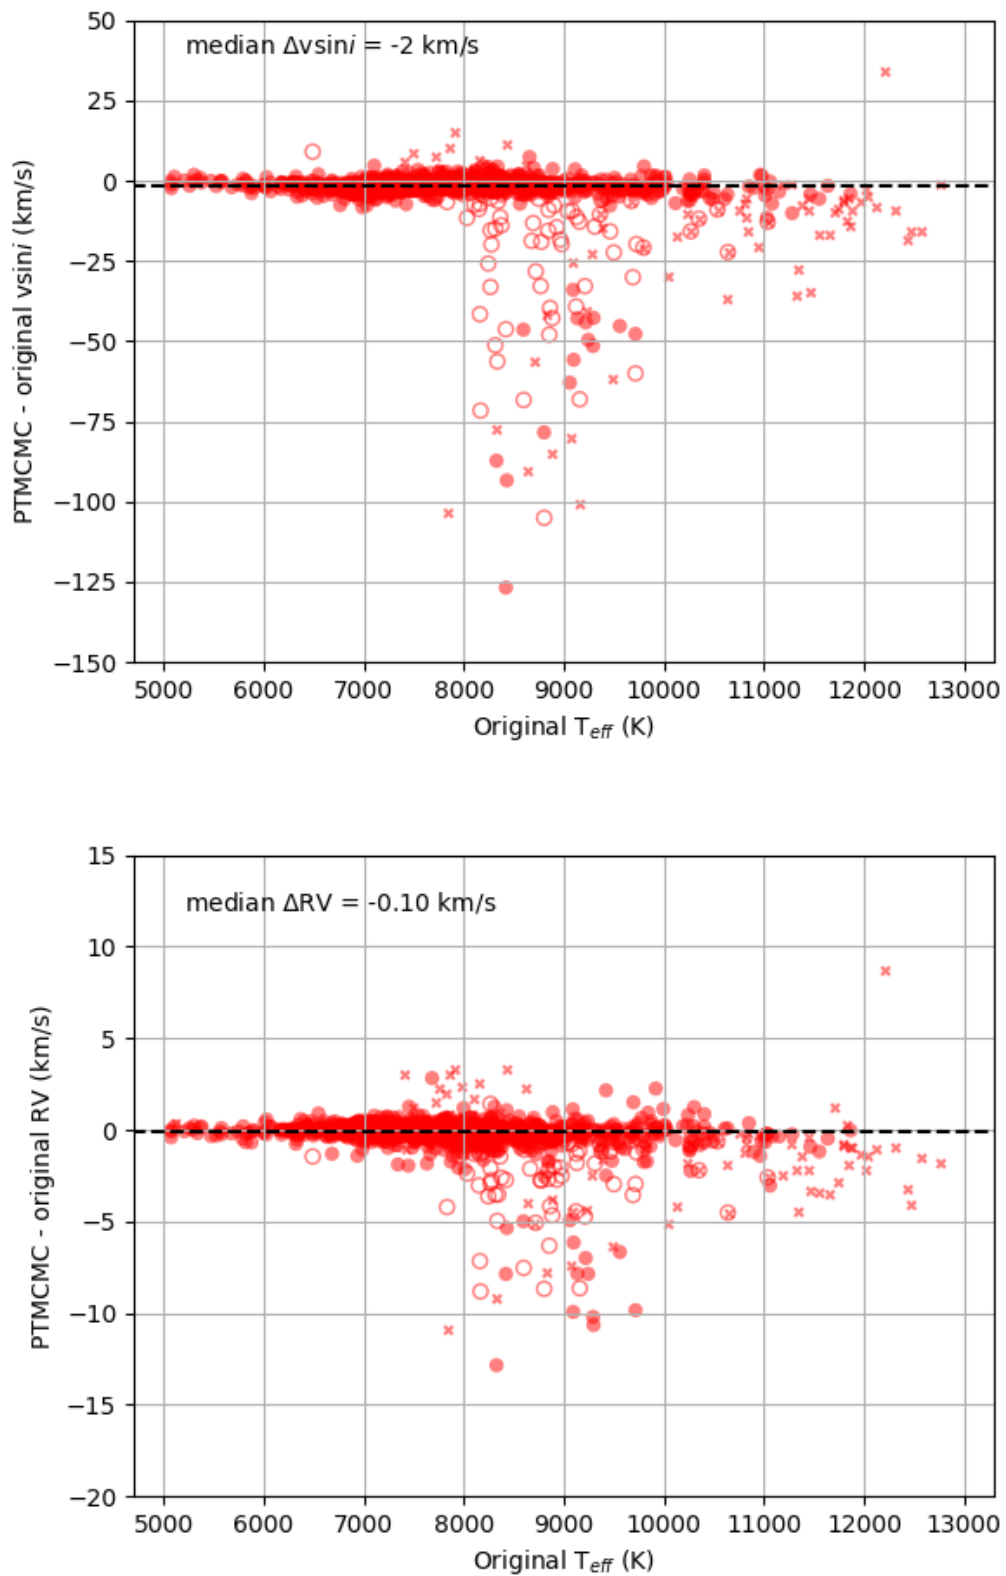 median Δvsini = -2 km/s
50
25
0
−25
−50
−75
−100
−125
−150
PTMCMC - original vsini (km/s)
5000 6000 7000 8000 9000 10000 11000 12000 13000
Original T_eff (K)
median ΔRV = -0.10 km/s
15
10
5
0
−5
−10
−15
−20
PTMCMC - original RV (km/s)
5000 6000 7000 8000 9000 10000 11000 12000 13000
Original T_eff (K)